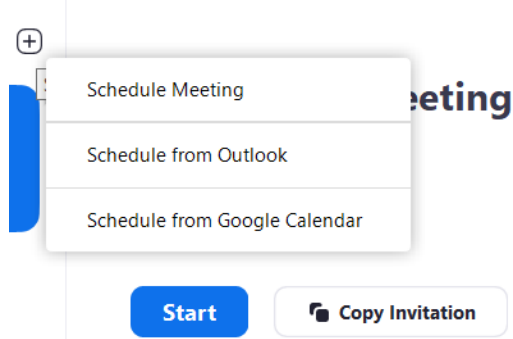 Schedule Meeting
eeting
Schedule from Outlook
Schedule from Google Calendar
Start
Copy Invitation